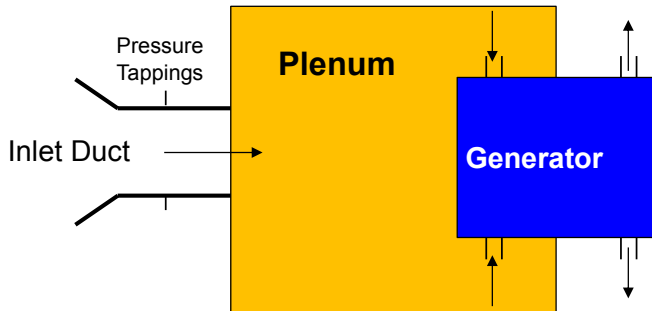 Pressure
Tappings
Plenum
Inlet Duct
Generator